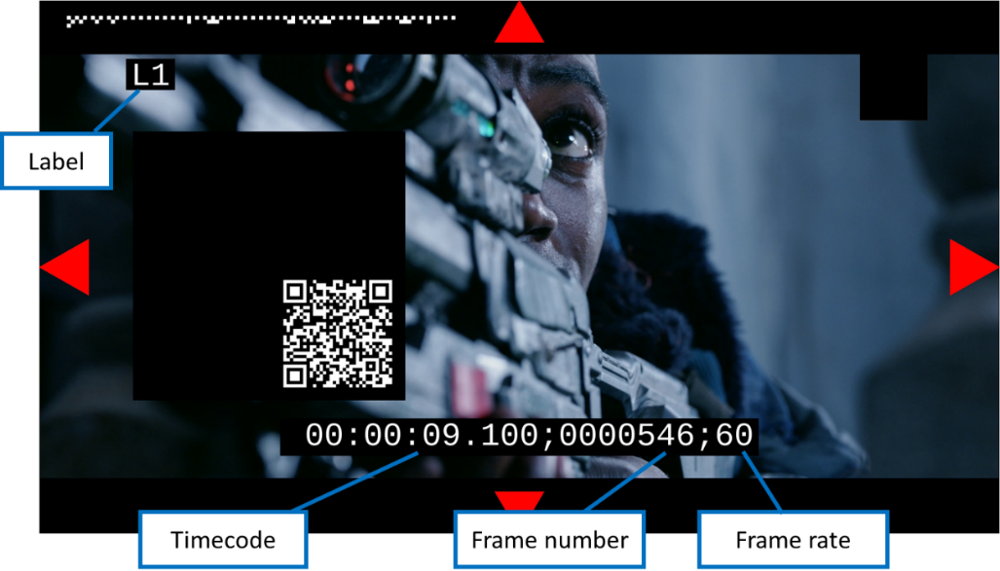 L1
Label
00:00:09.100;0000546;60
Timecode
Frame number
Frame rate